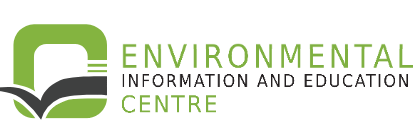 ENVIRONMENTAL
INFORMATION AND EDUCATION
CENTRE